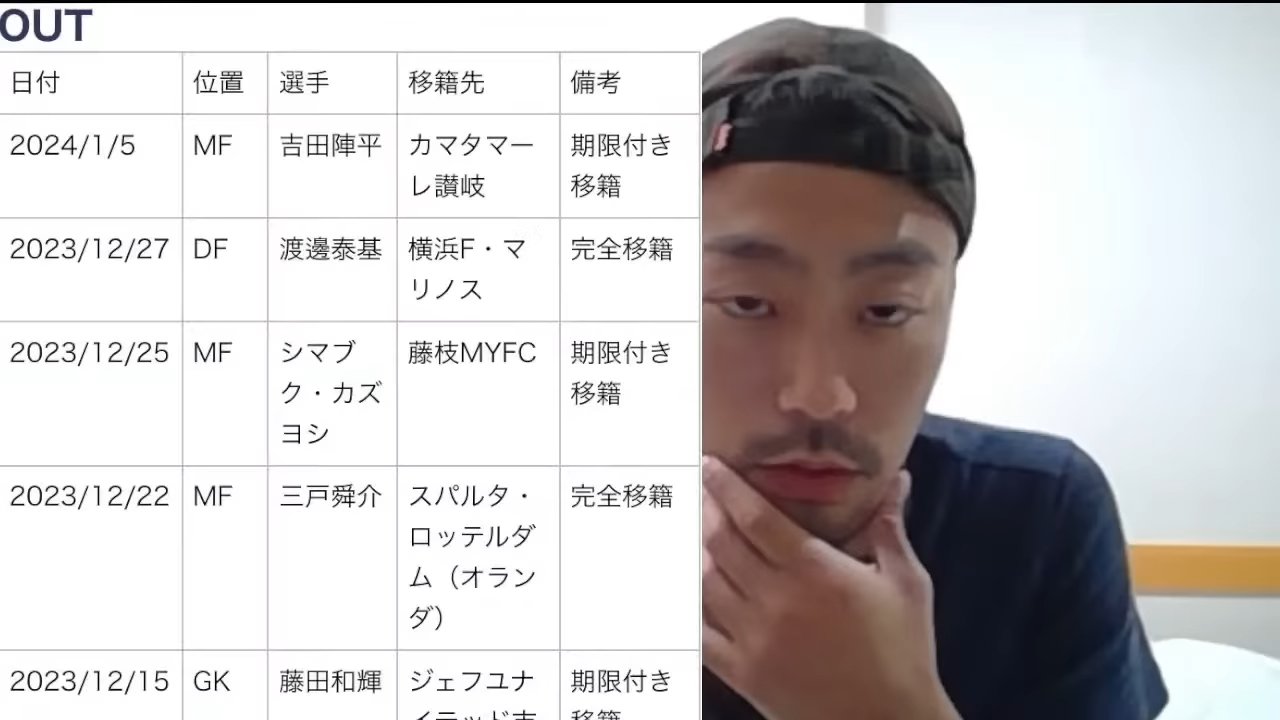 OUT
日付 位置 選手 移籍先 備考
2024/1/5 MF 吉田陣平 カマタマー 期限付き
レ讃岐 移籍
2023/12/27 DF 渡邊泰基 横浜F・マ 完全移籍
リノス
2023/12/25 MF シマブ 藤枝MYFC 期限付き
ク・カズ 移籍
ヨシ
2023/12/22 MF 三戸舜介 スパルタ・ 完全移籍
ロッテルダ
ム（オラン
ダ）
2023/12/15 GK 藤田和輝 ジェフユナ 期限付き